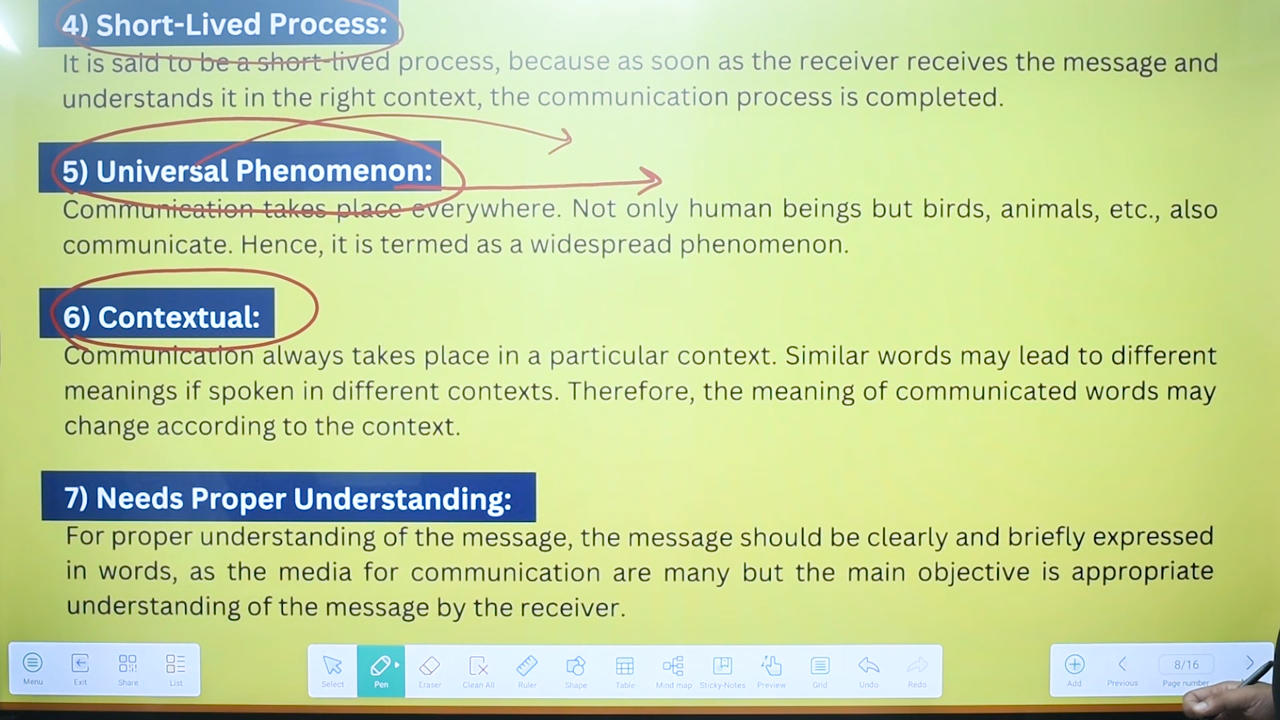 4) Short-Lived Process:
It is said to be a short-lived process, because as soon as the receiver receives the message and
understands it in the right context, the communication process is completed.
5) Universal Phenomenon:
Communication takes place everywhere. Not only human beings but birds, animals, etc., also
communicate. Hence, it is termed as a widespread phenomenon.
6) Contextual:
Communication always takes place in a particular context. Similar words may lead to different
meanings if spoken in different contexts. Therefore, the meaning of communicated words may
change according to the context.
7) Needs Proper Understanding:
For proper understanding of the message, the message should be clearly and briefly expressed
in words, as the media for communication are many but the main objective is appropriate
understanding of the message by the receiver.
Menu Exit Share List Select Pen Eraser Clean All Ruler Shape Table Mind map Sticky-Notes Preview Grid Undo Redo Add Previous 8/16 Page number